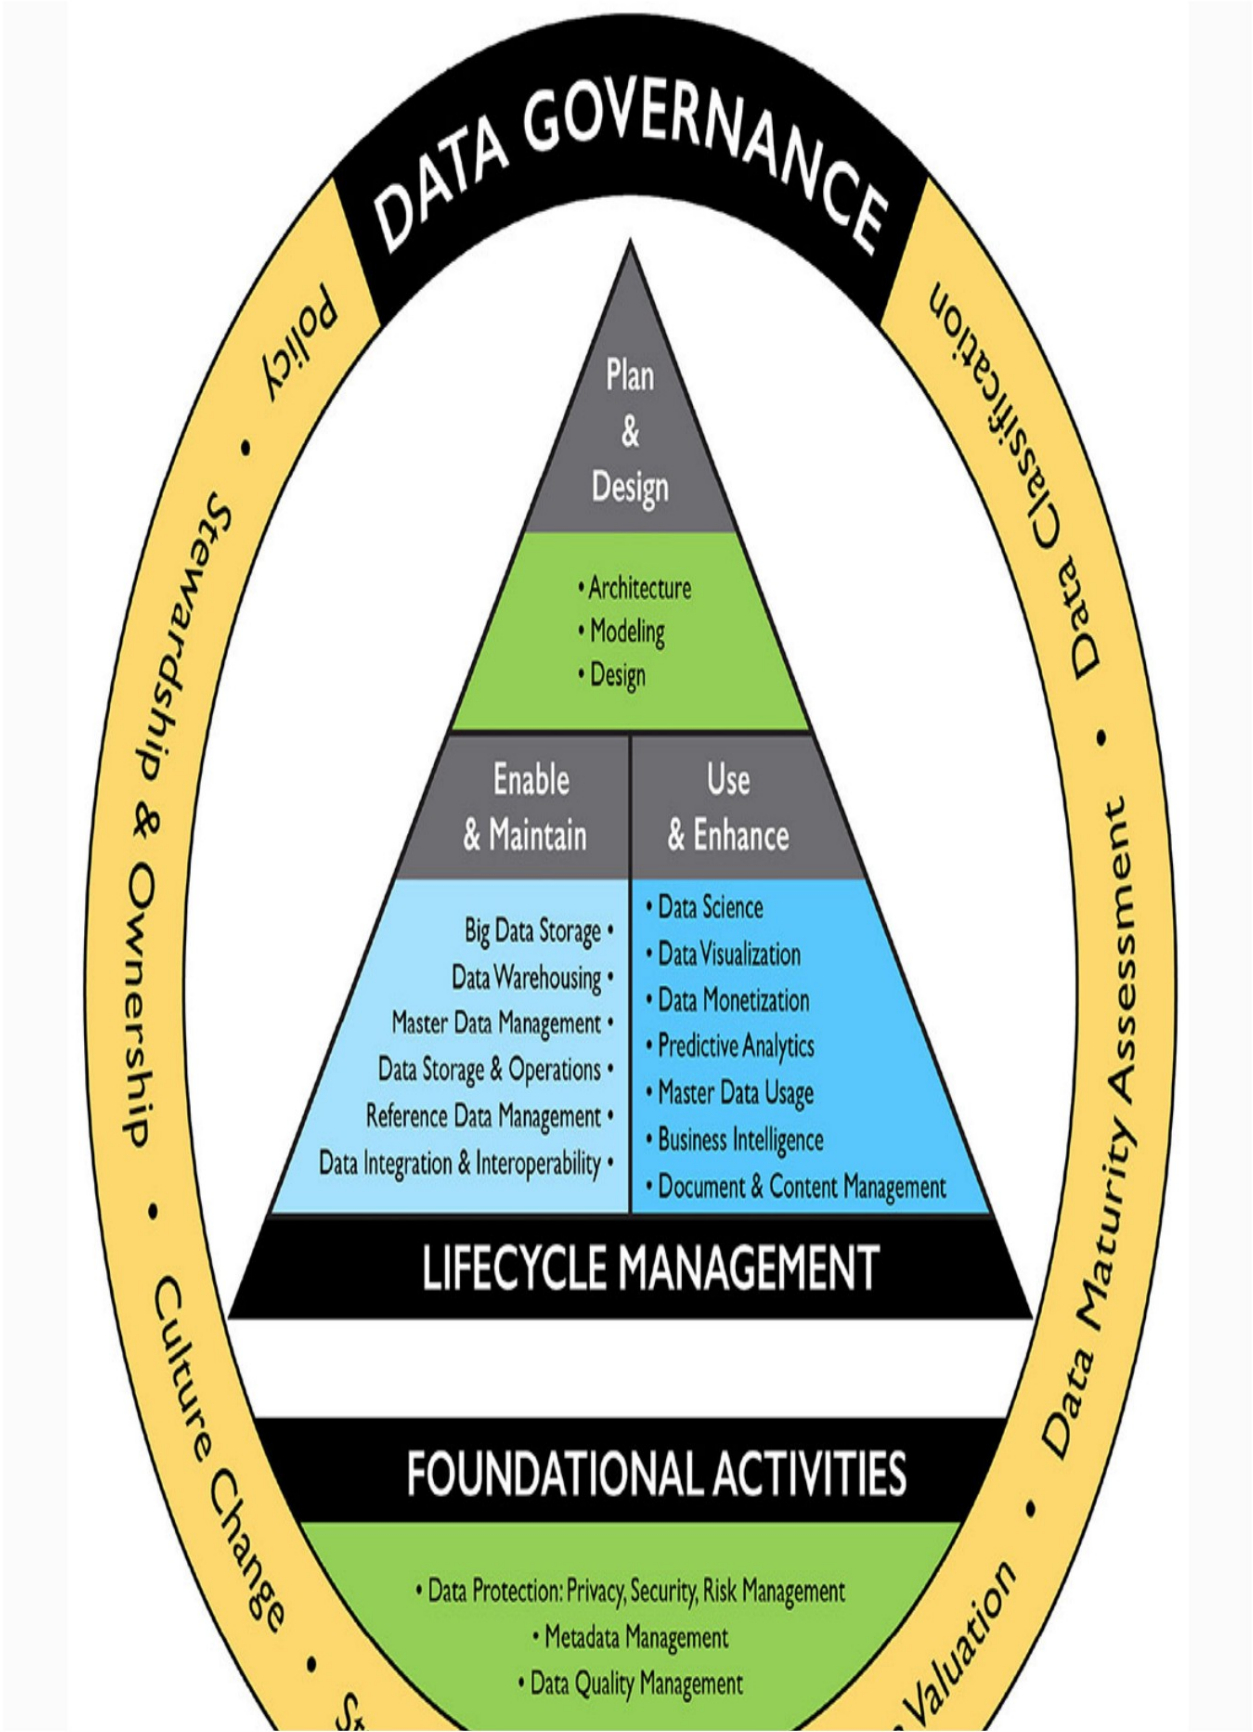 DATA GOVERNANCE
Policy • Stewardship & Ownership • Culture Change •
Data Classification • Data Maturity Assessment • Valuation
Plan
&
Design
• Architecture
• Modeling
• Design
Enable
& Maintain
Big Data Storage •
Data Warehousing •
Master Data Management •
Data Storage & Operations •
Reference Data Management •
Data Integration & Interoperability •
Use
& Enhance
• Data Science
• Data Visualization
• Data Monetization
• Predictive Analytics
• Master Data Usage
• Business Intelligence
• Document & Content Management
LIFECYCLE MANAGEMENT
FOUNDATIONAL ACTIVITIES
• Data Protection: Privacy, Security, Risk Management
• Metadata Management
• Data Quality Management